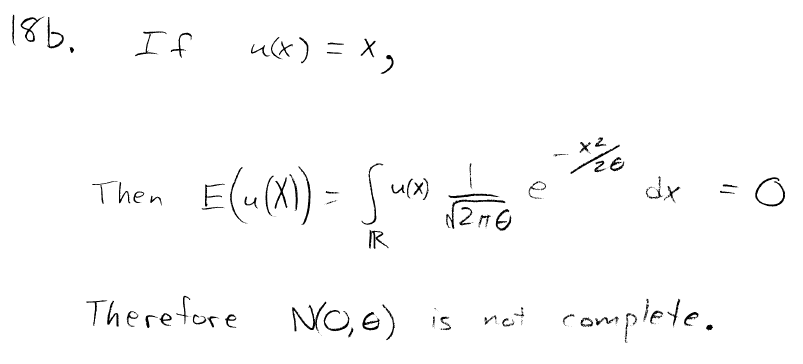 18b. If u(x) = x,
Then E(u(X)) = ∫_ℝ u(x) 1/√(2πθ) e^(-x²/2θ) dx = 0
Therefore N(0,θ) is not complete.